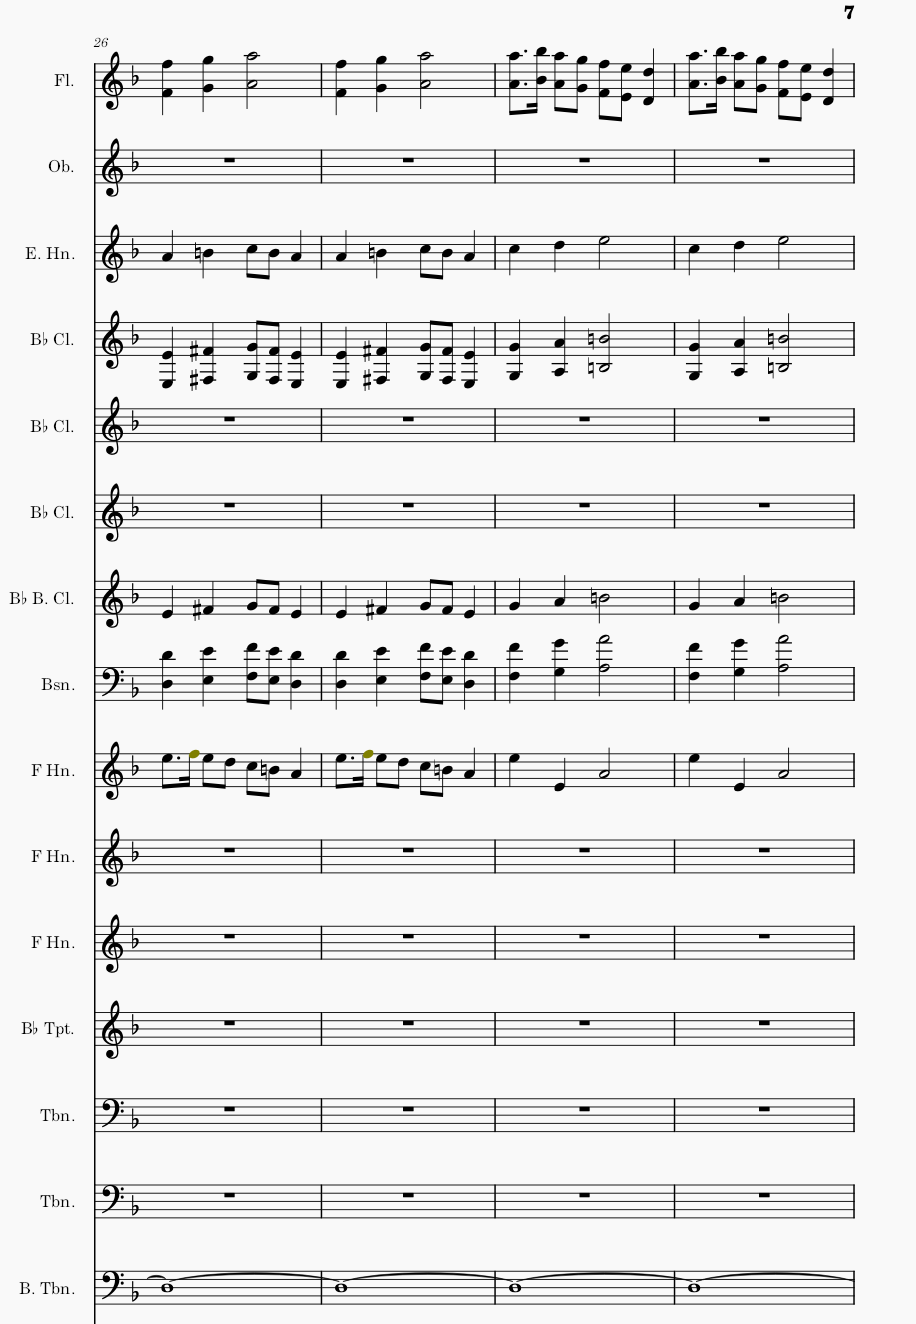 7
26
Fl.
Ob.
E. Hn.
B♭ Cl.
B♭ Cl.
B♭ Cl.
B♭ B. Cl.
Bsn.
F Hn.
F Hn.
F Hn.
B♭ Tpt.
Tbn.
Tbn.
B. Tbn.